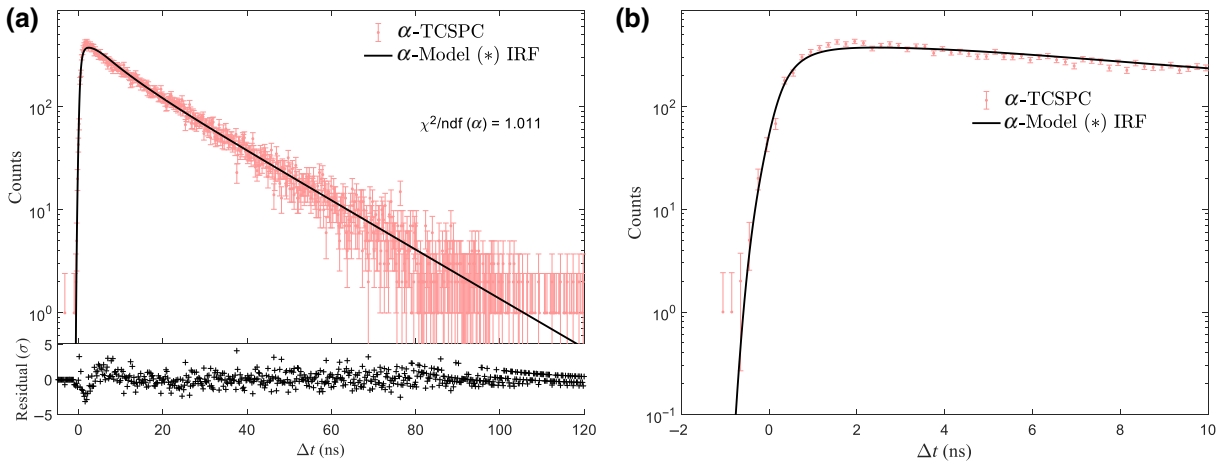 (a)
α-TCSPC
α-Model (∗) IRF
χ²/ndf (α) = 1.011
Counts
10²
10¹
10⁰
Residual (σ)
5
0
−5
0 20 40 60 80 100 120
Δt (ns)
(b)
α-TCSPC
α-Model (∗) IRF
Counts
10²
10¹
10⁰
10⁻¹
−2 0 2 4 6 8 10
Δt (ns)